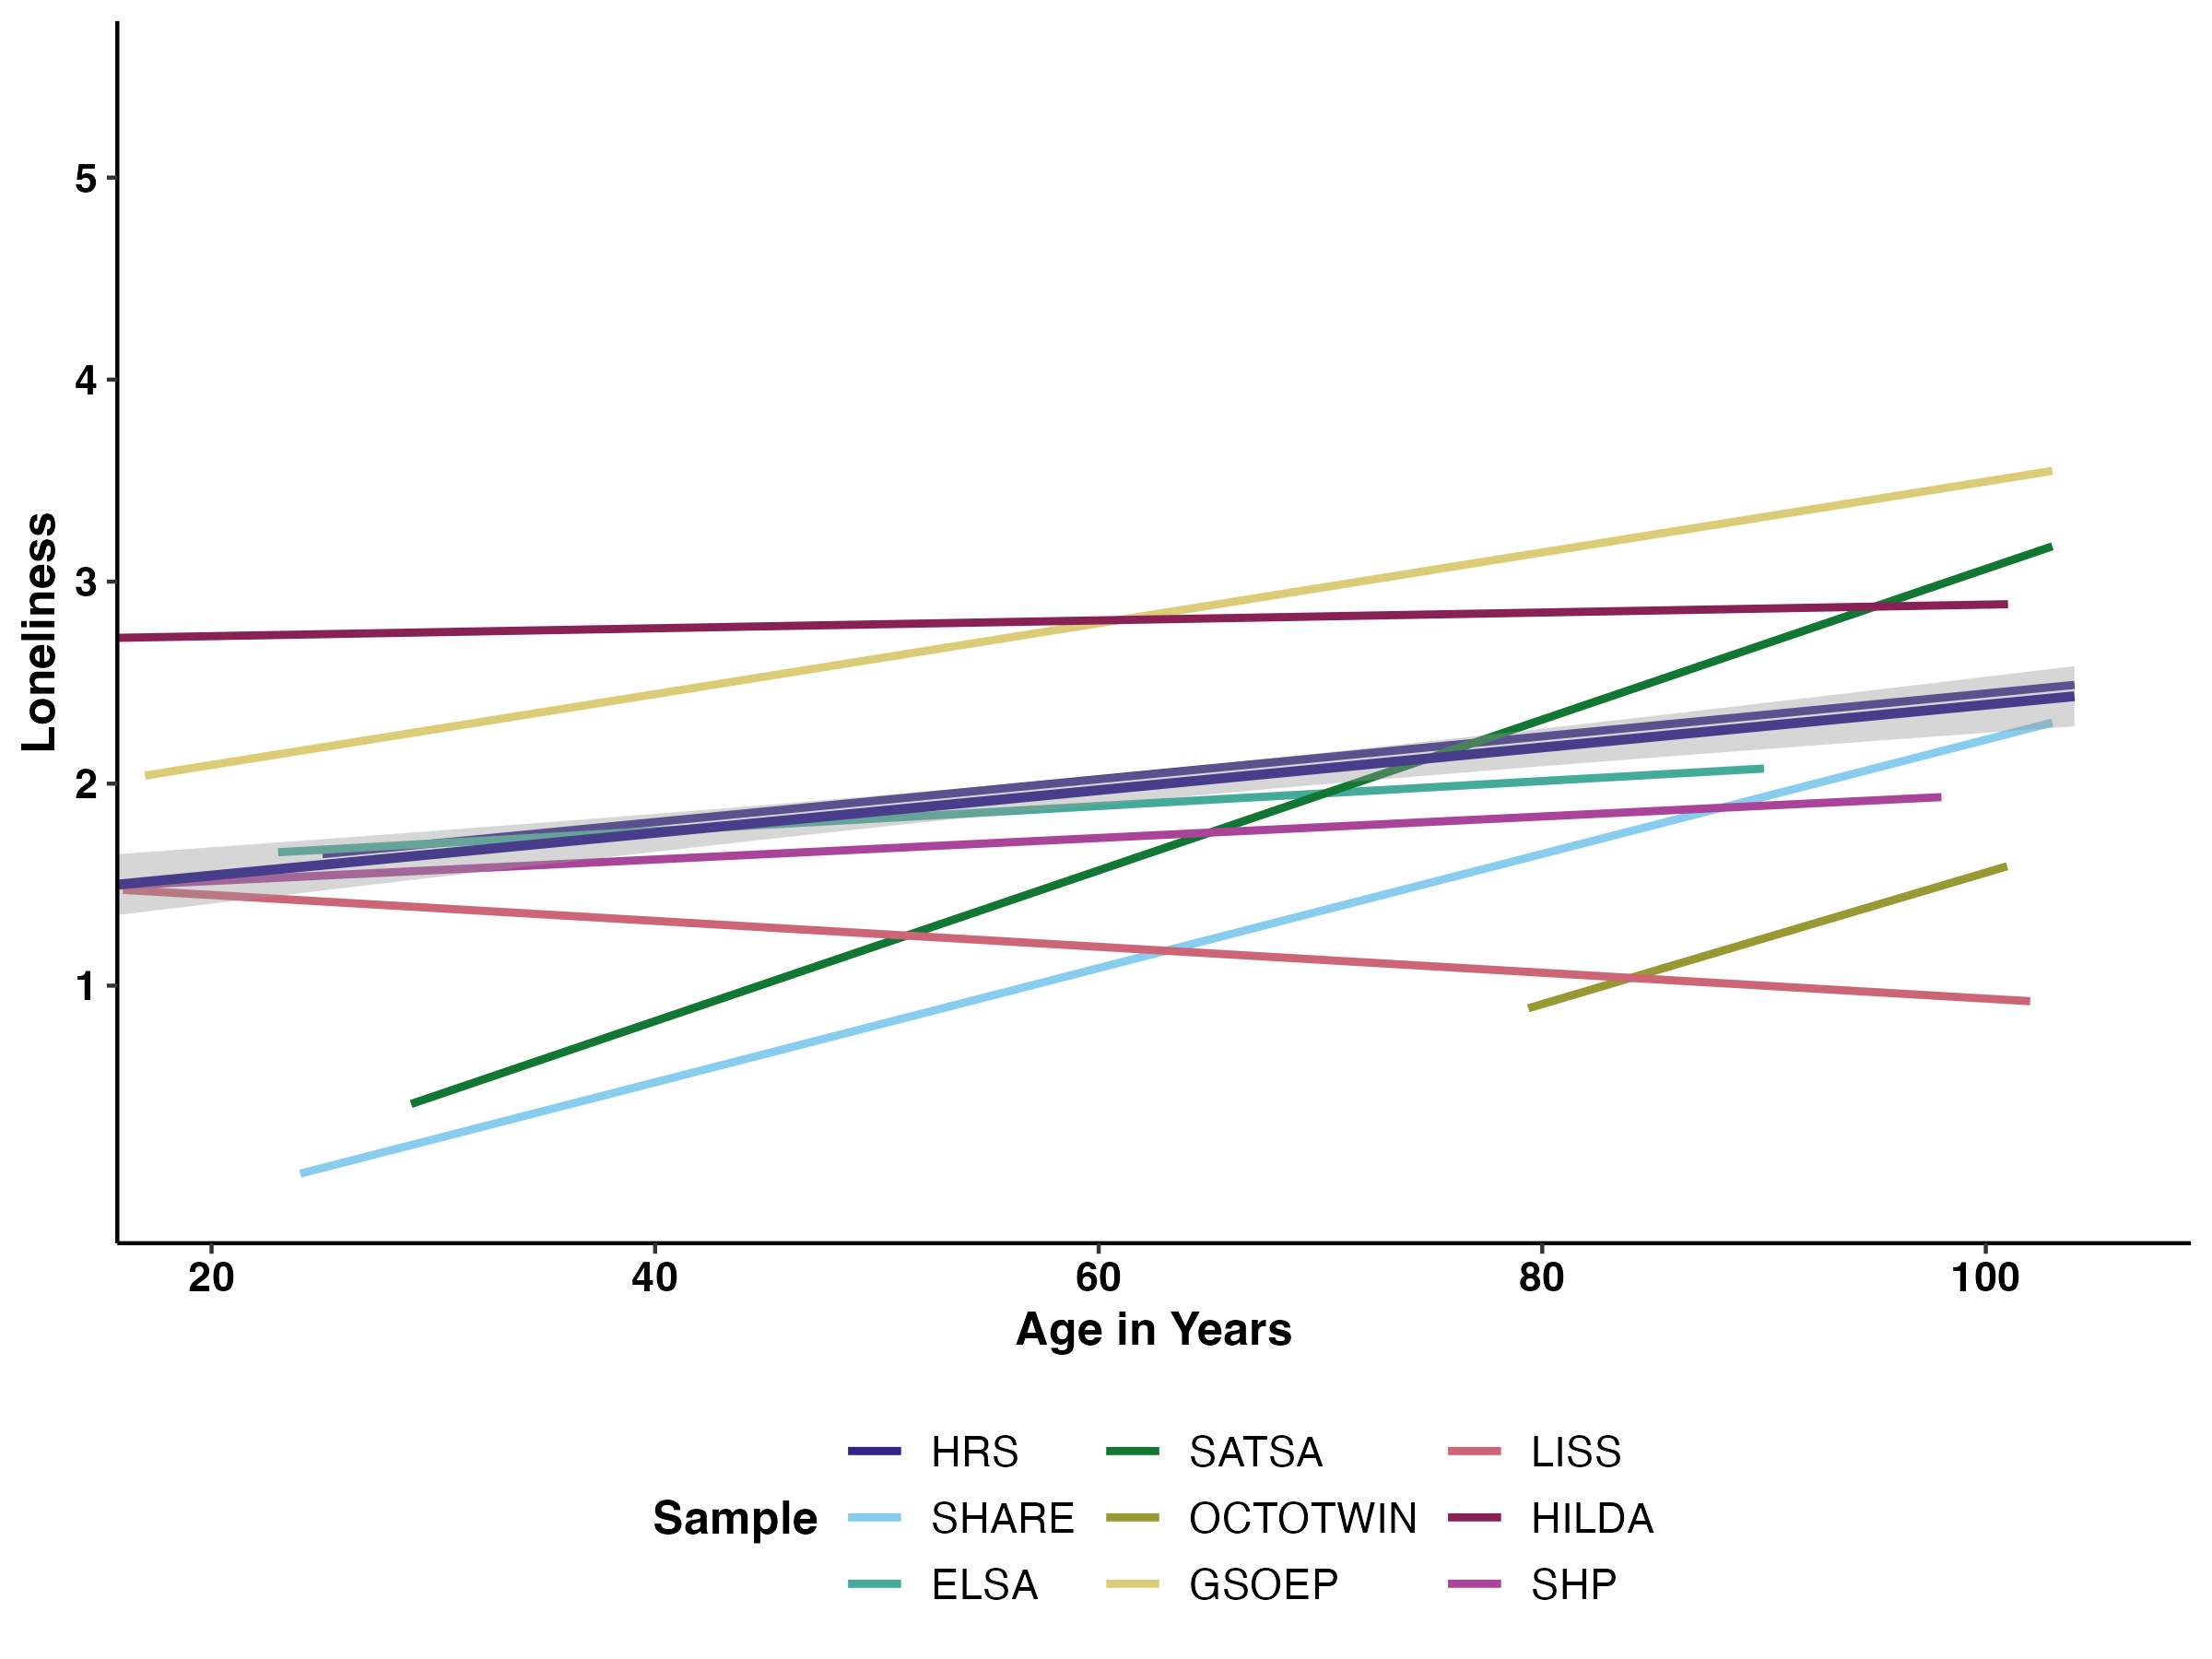 Loneliness
5
4
3
2
1
20 40 60 80 100
Age in Years
Sample
HRS SATSA LISS
SHARE OCTOTWIN HILDA
ELSA GSOEP SHP